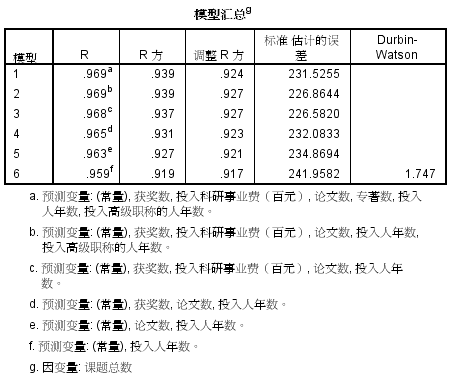 模型汇总g
模型 R R 方 调整 R 方 标准 估计的误差 Durbin-Watson
1 .969a .939 .924 231.5255
2 .969b .939 .927 226.8644
3 .968c .937 .927 226.5820
4 .965d .931 .923 232.0833
5 .963e .927 .921 234.8694
6 .959f .919 .917 241.9582 1.747
a. 预测变量: (常量), 获奖数, 投入科研事业费（百元）, 论文数, 专著数, 投入
人年数, 投入高级职称的人年数。
b. 预测变量: (常量), 获奖数, 投入科研事业费（百元）, 论文数, 投入人年数,
投入高级职称的人年数。
c. 预测变量: (常量), 获奖数, 投入科研事业费（百元）, 论文数, 投入人年
数。
d. 预测变量: (常量), 获奖数, 论文数, 投入人年数。
e. 预测变量: (常量), 论文数, 投入人年数。
f. 预测变量: (常量), 投入人年数。
g. 因变量: 课题总数